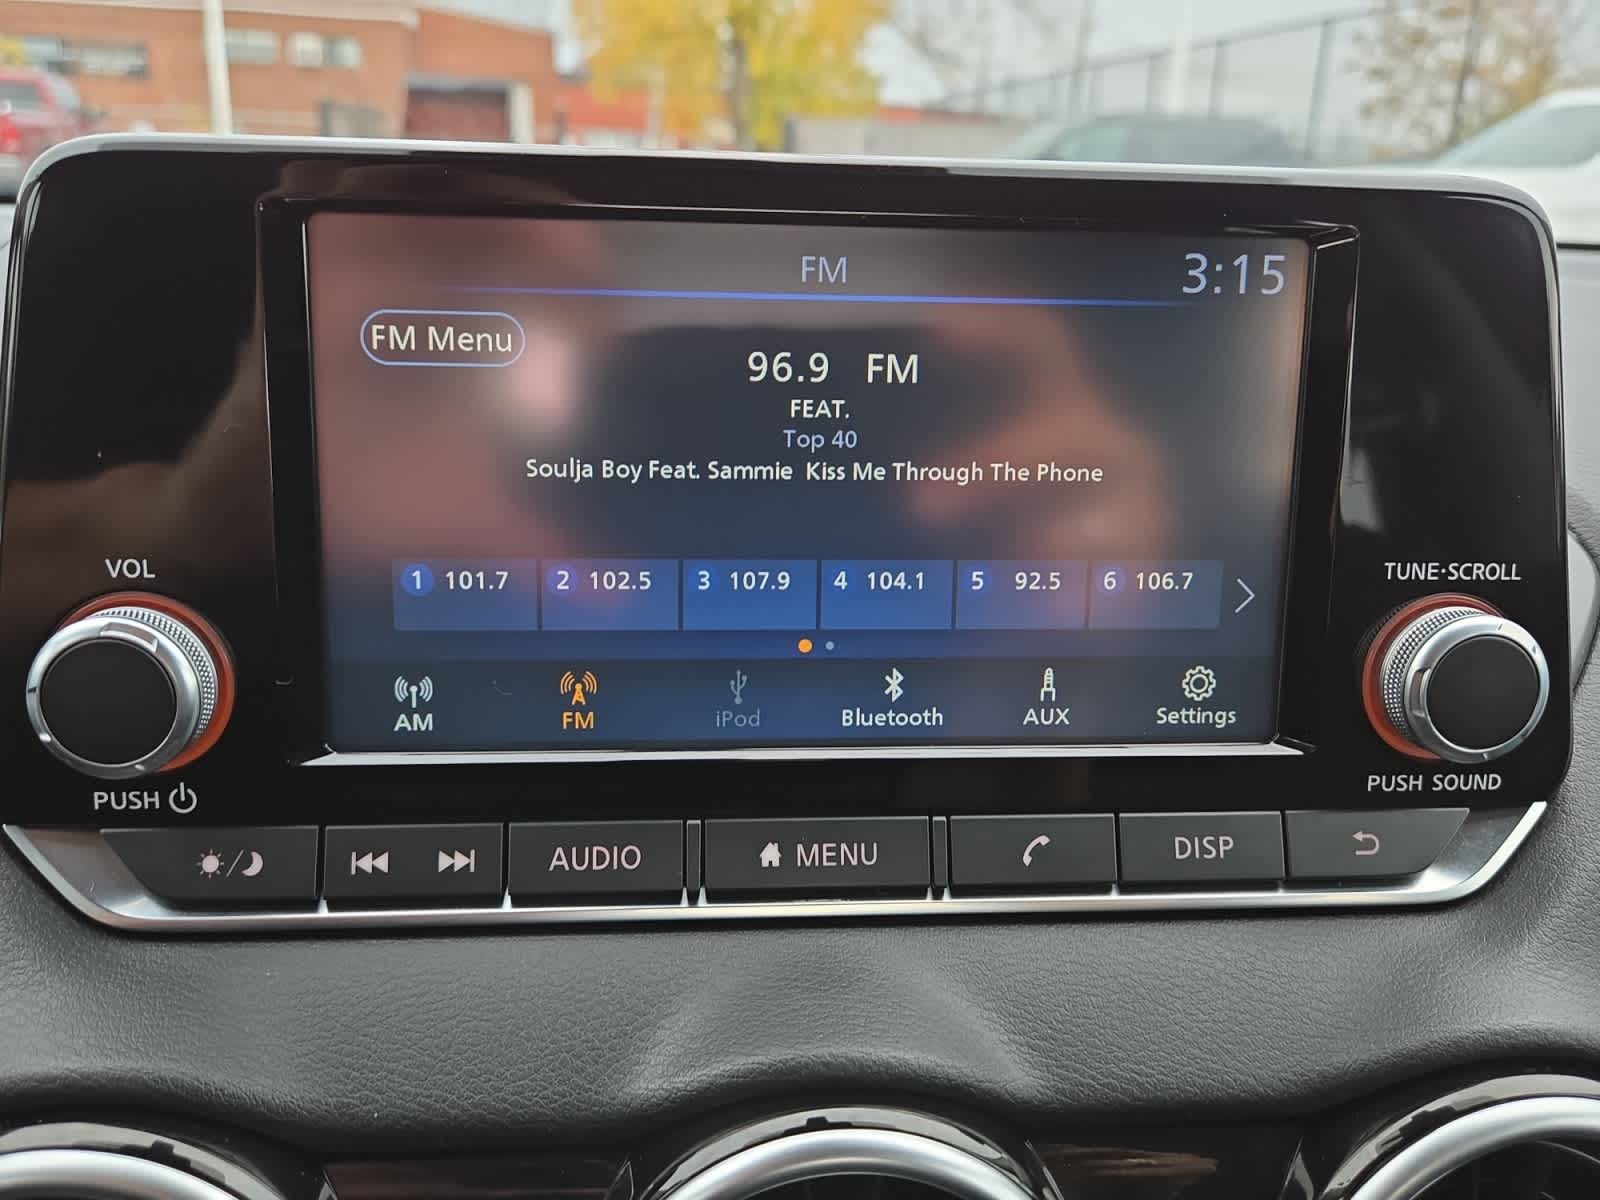 FM 3:15
FM Menu
96.9 FM
FEAT.
Top 40
Soulja Boy Feat. Sammie Kiss Me Through The Phone
VOL
TUNE·SCROLL
1 101.7 2 102.5 3 107.9 4 104.1 5 92.5 6 106.7
AM FM iPod Bluetooth AUX Settings
PUSH
PUSH SOUND
AUDIO MENU DISP